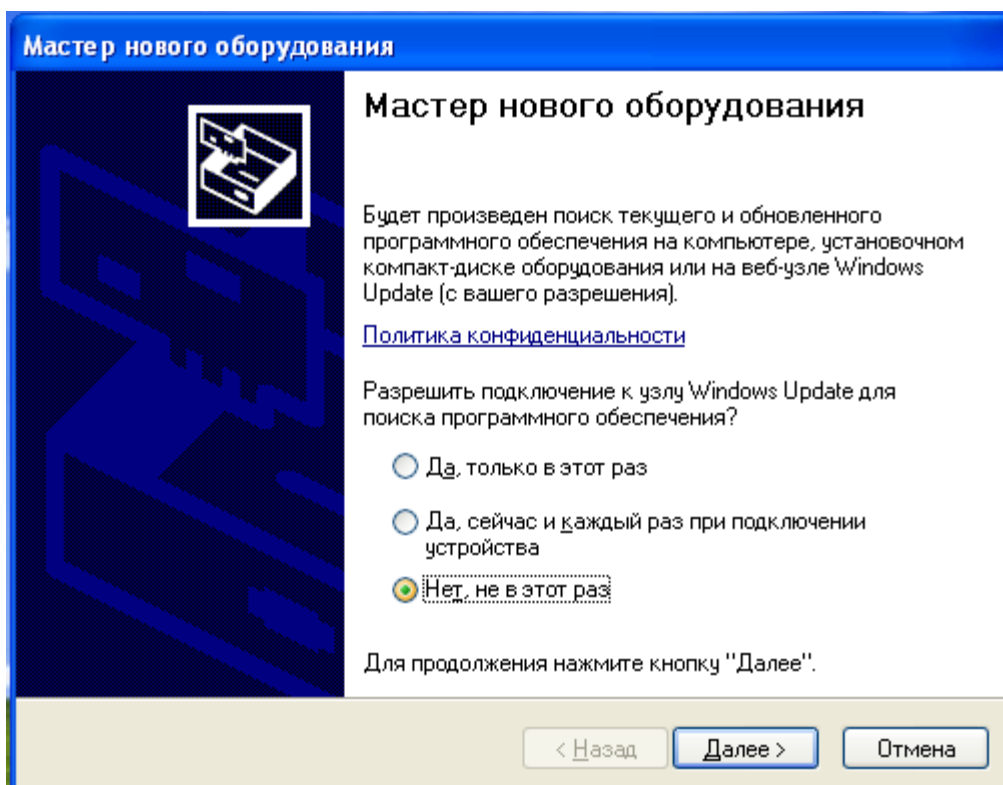 Мастер нового оборудования
Мастер нового оборудования
Будет произведен поиск текущего и обновленного
программного обеспечения на компьютере, установочном
компакт-диске оборудования или на веб-узле Windows
Update (с вашего разрешения).
Политика конфиденциальности
Разрешить подключение к узлу Windows Update для
поиска программного обеспечения?
Да, только в этот раз
Да, сейчас и каждый раз при подключении
устройства
Нет, не в этот раз
Для продолжения нажмите кнопку "Далее".
< Назад
Далее >
Отмена